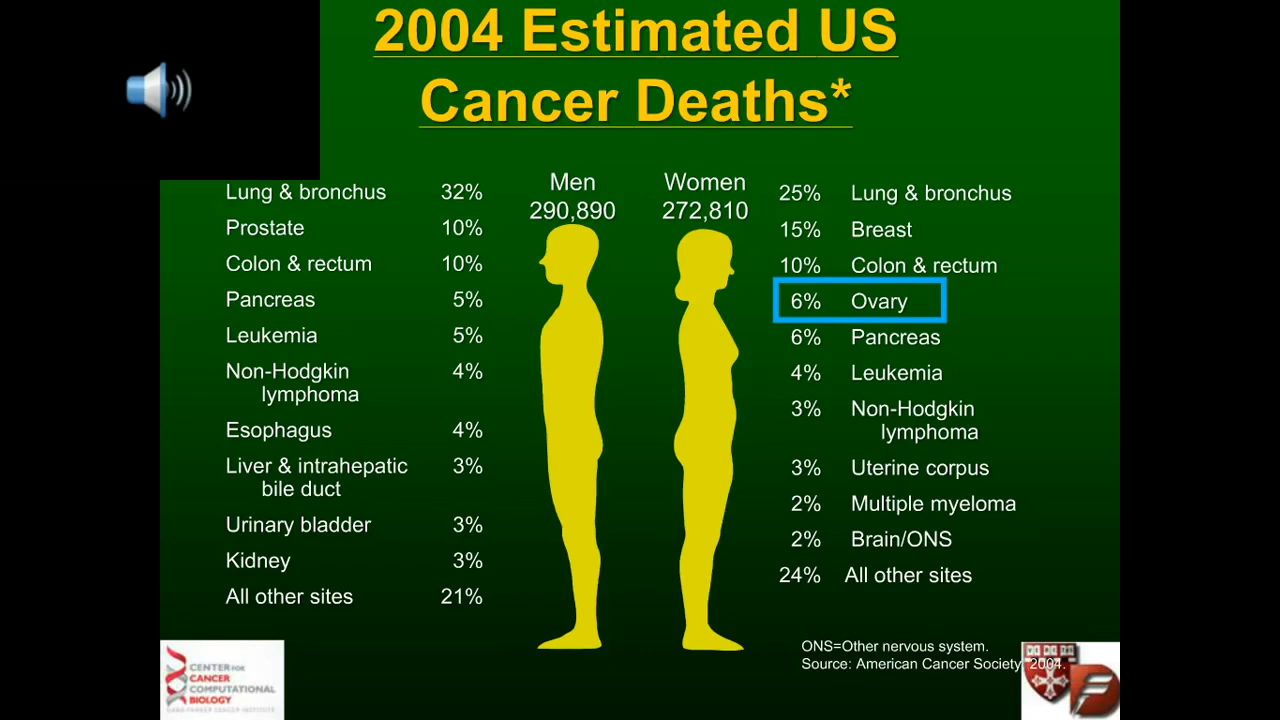 2004 Estimated US
Cancer Deaths*
Men
290,890
Women
272,810
Lung & bronchus 32%
Prostate 10%
Colon & rectum 10%
Pancreas 5%
Leukemia 5%
Non-Hodgkin 4%
lymphoma
Esophagus 4%
Liver & intrahepatic 3%
bile duct
Urinary bladder 3%
Kidney 3%
All other sites 21%
25% Lung & bronchus
15% Breast
10% Colon & rectum
6% Ovary
6% Pancreas
4% Leukemia
3% Non-Hodgkin
lymphoma
3% Uterine corpus
2% Multiple myeloma
2% Brain/ONS
24% All other sites
ONS=Other nervous system.
Source: American Cancer Society, 2004.
CENTER FOR
CANCER
COMPUTATIONAL
BIOLOGY